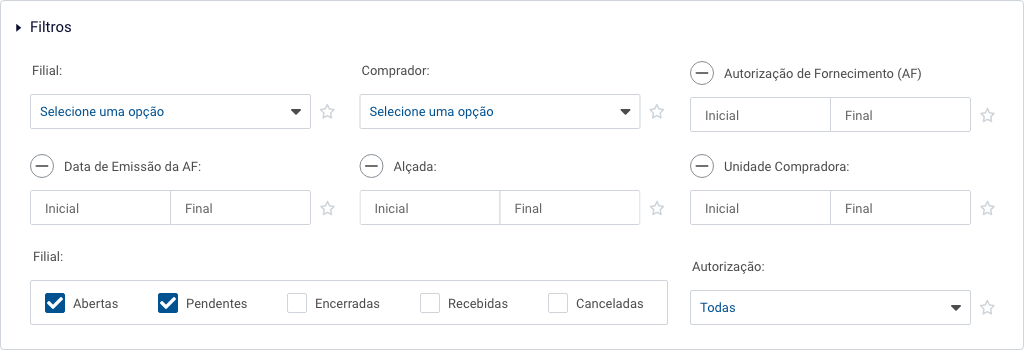 Filtros
Filial:
Comprador:
Autorização de Fornecimento (AF)
Selecione uma opção
Selecione uma opção
Inicial
Final
Data de Emissão da AF:
Alçada:
Unidade Compradora:
Inicial
Final
Inicial
Final
Inicial
Final
Filial:
Autorização:
Abertas
Pendentes
Encerradas
Recebidas
Canceladas
Todas